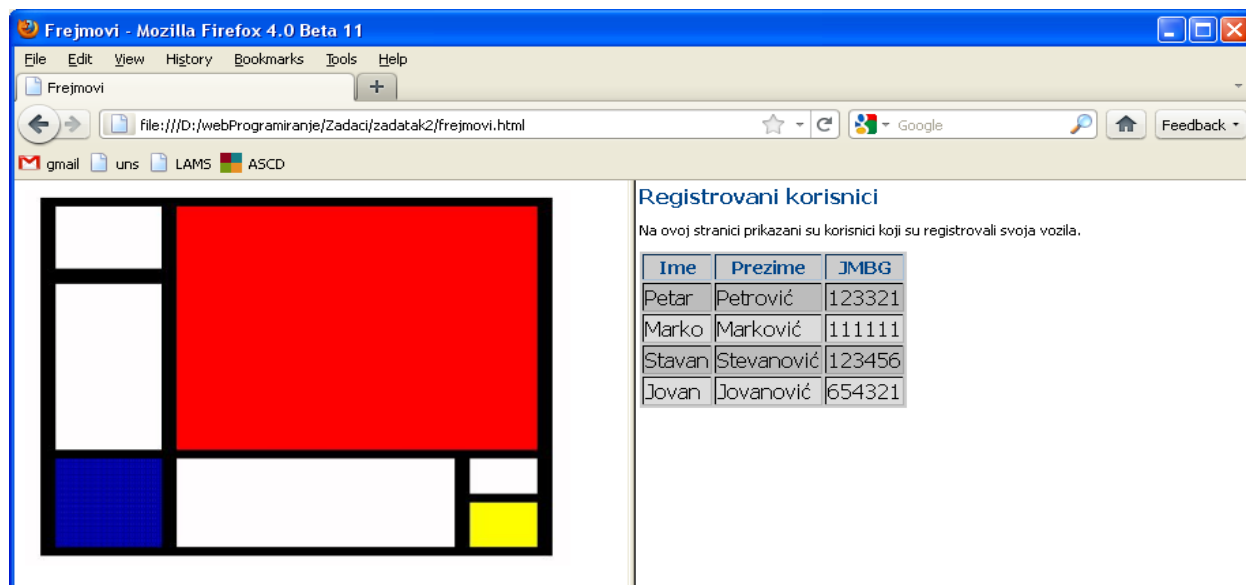 Frejmovi - Mozilla Firefox 4.0 Beta 11
File Edit View History Bookmarks Tools Help
Frejmovi
file:///D:/webProgramiranje/Zadaci/zadatak2/frejmovi.html Google Feedback
gmail uns LAMS ASCD
Registrovani korisnici
Na ovoj stranici prikazani su korisnici koji su registrovali svoja vozila.
Ime Prezime JMBG
Petar Petrović 123321
Marko Marković 111111
Stavan Stevanović 123456
Jovan Jovanović 654321